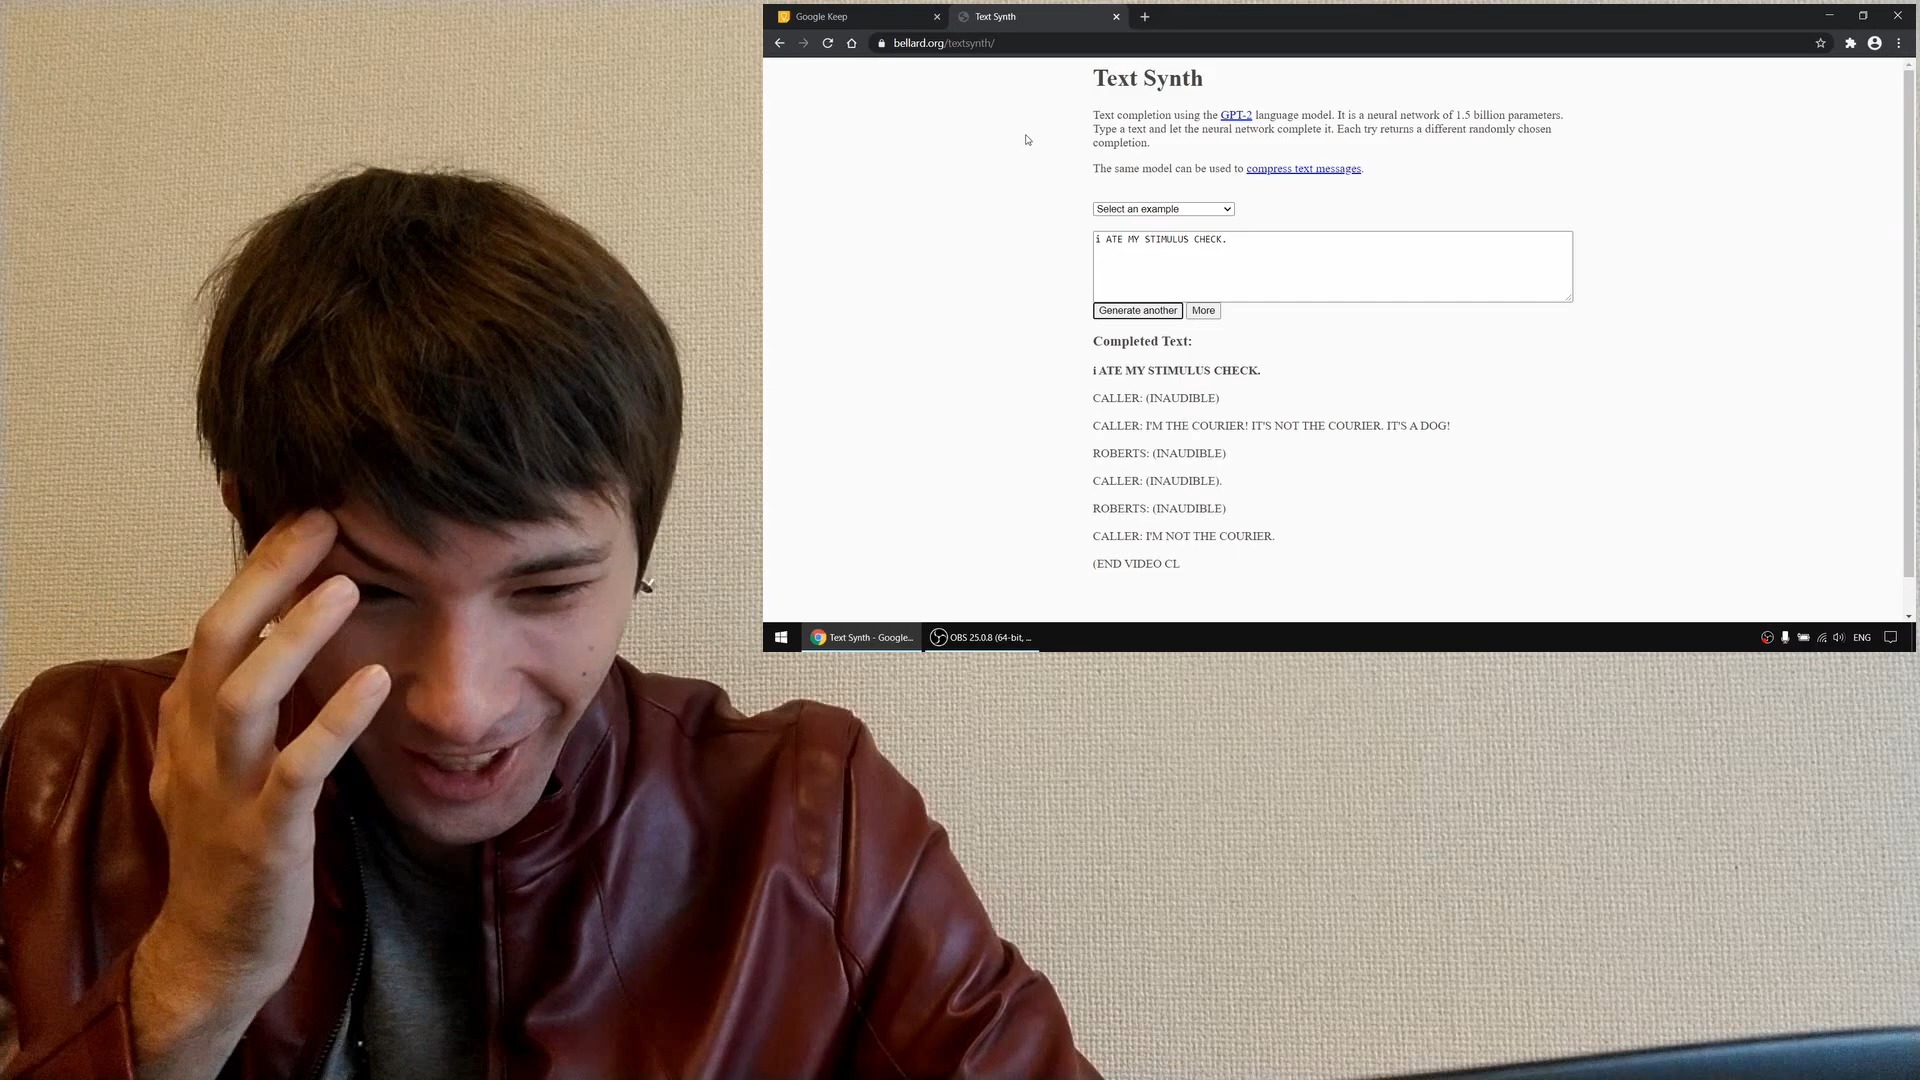 Google Keep
Text Synth
bellard.org/textsynth/
Text Synth
Text completion using the GPT-2 language model. It is a neural network of 1.5 billion parameters.
Type a text and let the neural network complete it. Each try returns a different randomly chosen
completion.
The same model can be used to compress text messages.
Select an example
i ATE MY STIMULUS CHECK.
Generate another More
Completed Text:
i ATE MY STIMULUS CHECK.
CALLER: (INAUDIBLE)
CALLER: I'M THE COURIER! IT'S NOT THE COURIER. IT'S A DOG!
ROBERTS: (INAUDIBLE)
CALLER: (INAUDIBLE).
ROBERTS: (INAUDIBLE)
CALLER: I'M NOT THE COURIER.
(END VIDEO CL
Text Synth - Google...
OBS 25.0.8 (64-bit, ...
ENG